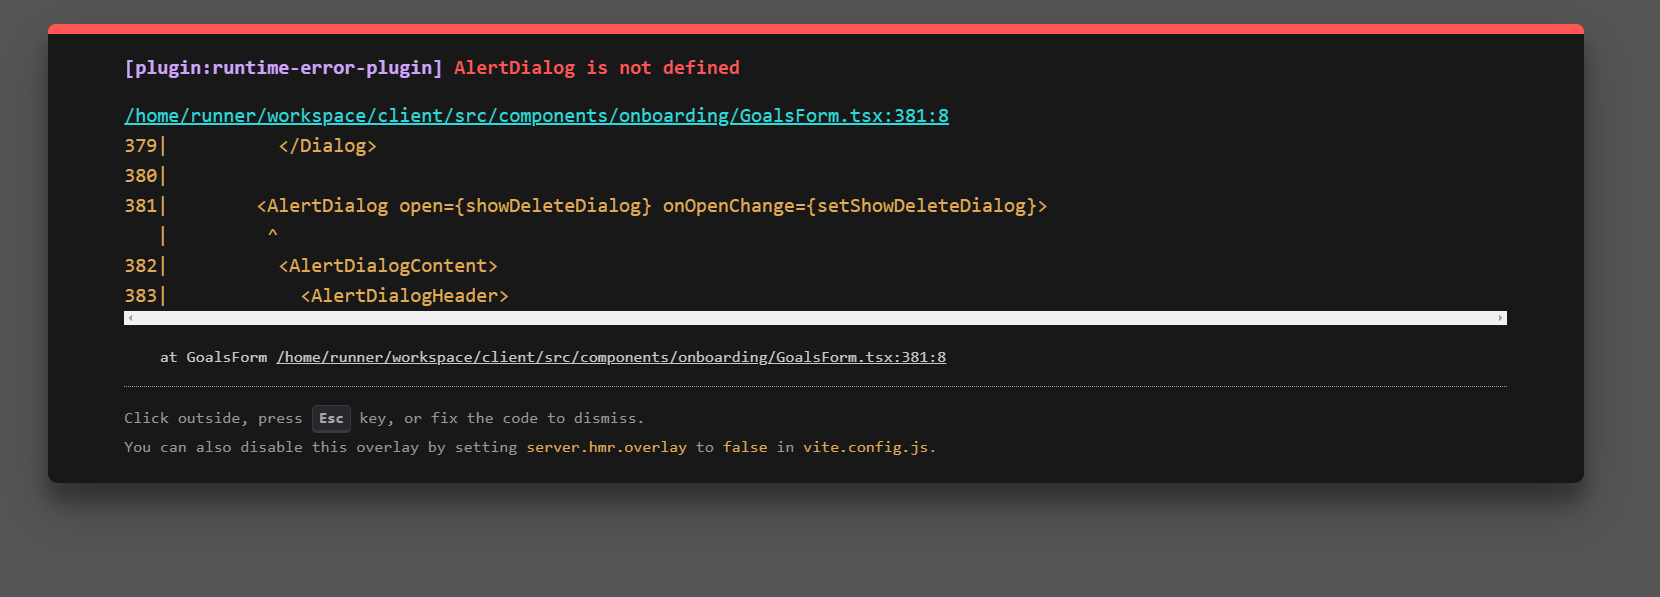 [plugin:runtime-error-plugin] AlertDialog is not defined
/home/runner/workspace/client/src/components/onboarding/GoalsForm.tsx:381:8
379|          </Dialog>
380|
381|        <AlertDialog open={showDeleteDialog} onOpenChange={setShowDeleteDialog}>
   |         ^
382|          <AlertDialogContent>
383|            <AlertDialogHeader>
at GoalsForm /home/runner/workspace/client/src/components/onboarding/GoalsForm.tsx:381:8
Click outside, press Esc key, or fix the code to dismiss.
You can also disable this overlay by setting server.hmr.overlay to false in vite.config.js.